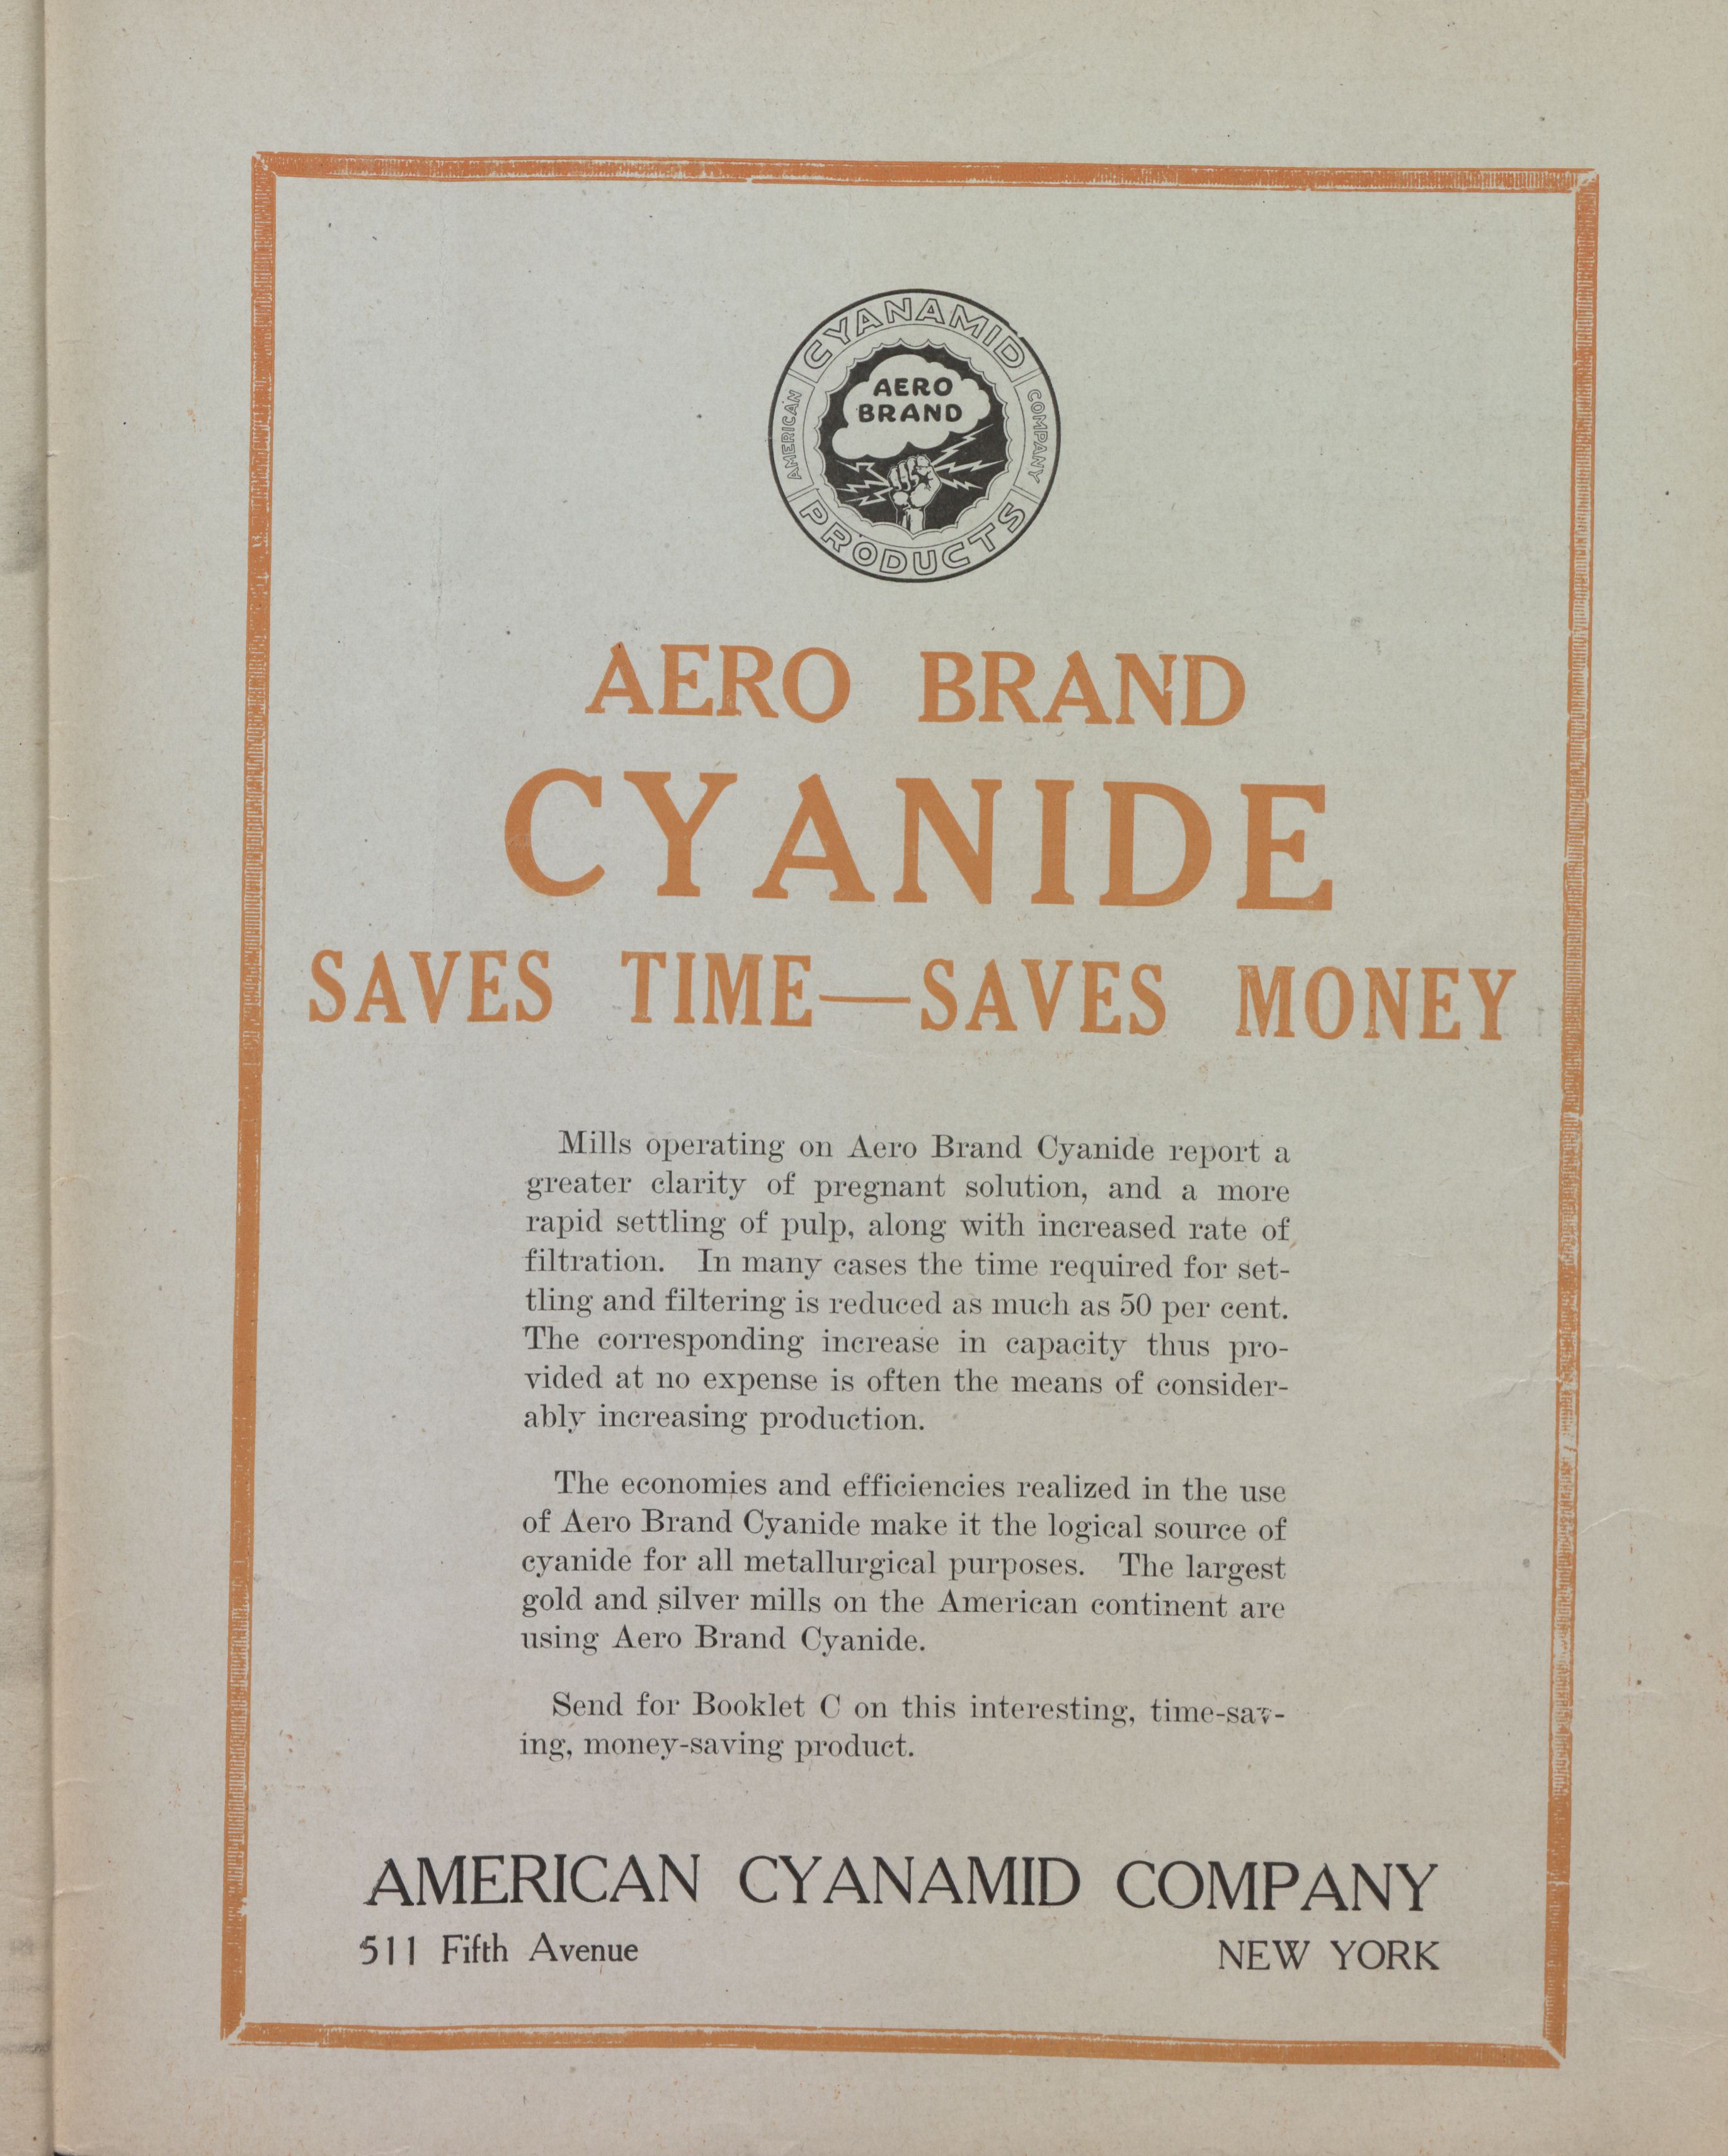 CYANAMID
AMERICAN
COMPANY
AERO
BRAND
PRODUCTS
AERO BRAND
CYANIDE
SAVES TIME—SAVES MONEY
Mills operating on Aero Brand Cyanide report a
greater clarity of pregnant solution, and a more
rapid settling of pulp, along with increased rate of
filtration. In many cases the time required for set-
tling and filtering is reduced as much as 50 per cent.
The corresponding increase in capacity thus pro-
vided at no expense is often the means of consider-
ably increasing production.
The economies and efficiencies realized in the use
of Aero Brand Cyanide make it the logical source of
cyanide for all metallurgical purposes. The largest
gold and silver mills on the American continent are
using Aero Brand Cyanide.
Send for Booklet C on this interesting, time-sav-
ing, money-saving product.
AMERICAN CYANAMID COMPANY
511 Fifth Avenue NEW YORK